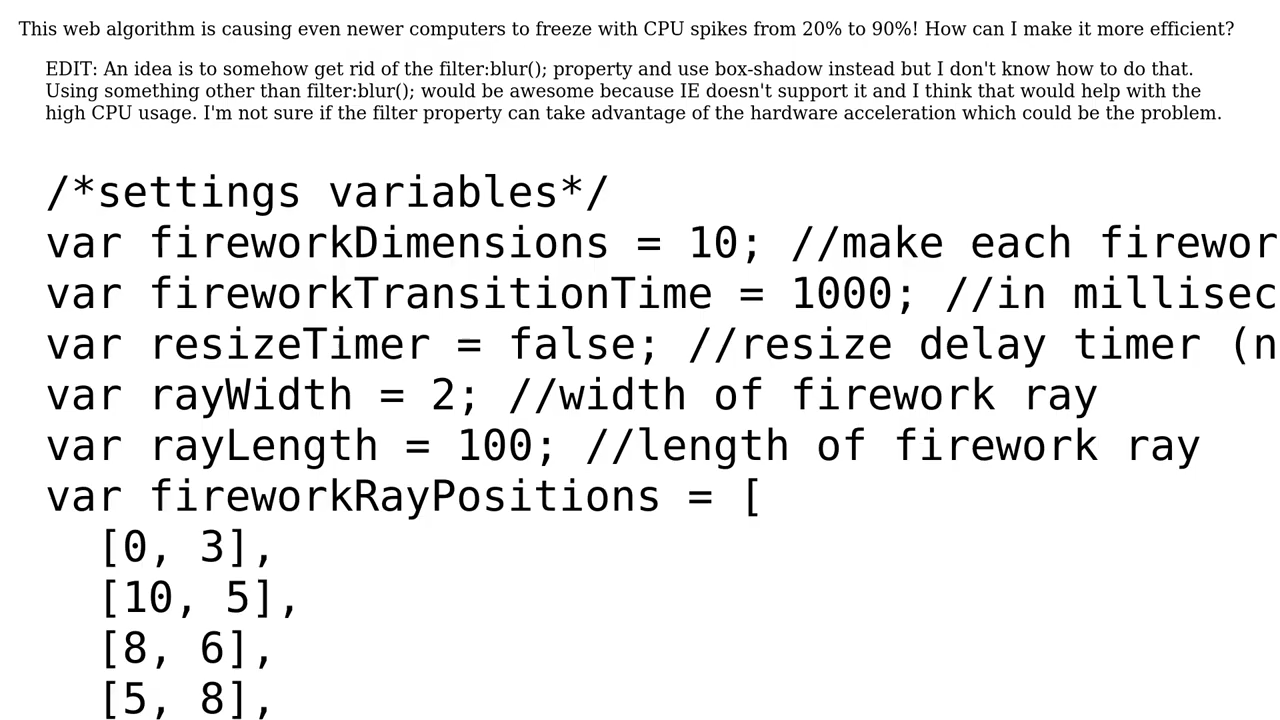 This web algorithm is causing even newer computers to freeze with CPU spikes from 20% to 90%! How can I make it more efficient?
EDIT: An idea is to somehow get rid of the filter:blur(); property and use box-shadow instead but I don't know how to do that.
Using something other than filter:blur(); would be awesome because IE doesn't support it and I think that would help with the
high CPU usage. I'm not sure if the filter property can take advantage of the hardware acceleration which could be the problem.
/*settings variables*/
var fireworkDimensions = 10; //make each
var fireworkTransitionTime = 1000; //in
var resizeTimer = false; //resize delay timer
var rayWidth = 2; //width of firework ray
var rayLength = 100; //length of firework ray
var fireworkRayPositions = [
[0, 3],
[10, 5],
[8, 6],
[5, 8],